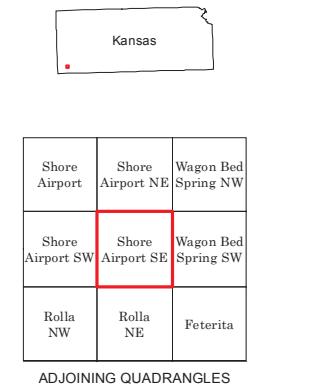 Kansas
Shore
Airport
Shore
Airport NE
Wagon Bed
Spring NW
Shore
Airport SW
Shore
Airport SE
Wagon Bed
Spring SW
Rolla
NW
Rolla
NE
Feterita
ADJOINING QUADRANGLES